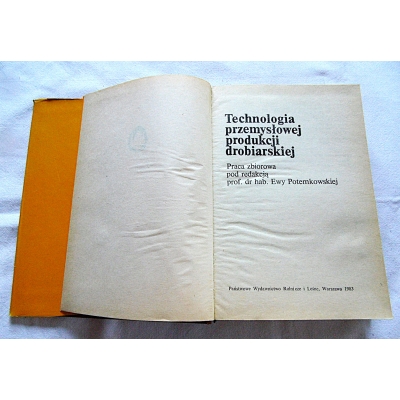 Technologia
przemysłowej
produkcji
drobiarskiej
Praca zbiorowa
pod redakcją
prof. dr hab. Ewy Potemkowskiej
Państwowe Wydawnictwo Rolnicze i Leśne, Warszawa 1983